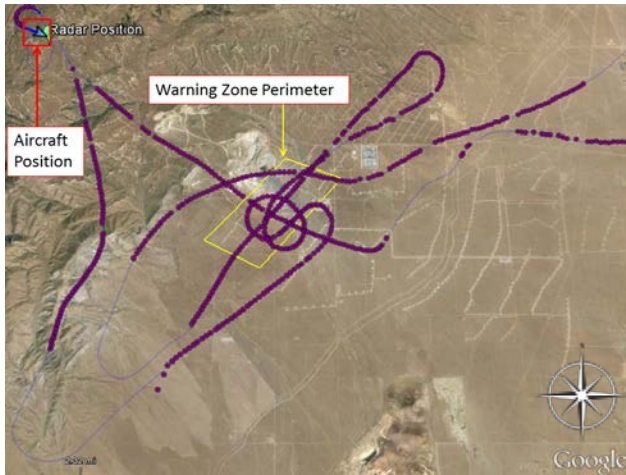 Radar Position
Warning Zone Perimeter
Aircraft
Position
Google